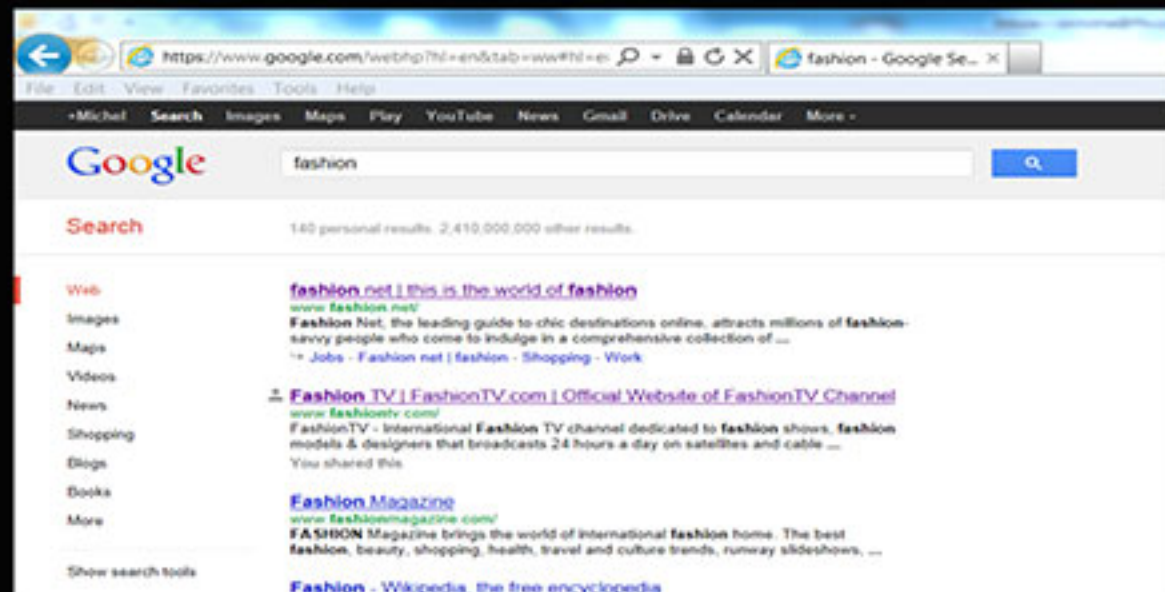 https://www.google.com/webhp?hl=en&tab=ww#hl=e
fashion - Google Se...
File Edit View Favorites Tools Help
+Michel Search Images Maps Play YouTube News Gmail Drive Calendar More
Google
fashion
Search
140 personal results. 2,410,000,000 other results.
Web
Images
Maps
Videos
News
Shopping
Blogs
Books
More
Show search tools
fashion net | this is the world of fashion
www.fashion.net/
Fashion Net, the leading guide to chic destinations online, attracts millions of fashion-
savvy people who come to indulge in a comprehensive collection of ...
Jobs - Fashion net | fashion - Shopping - Work
Fashion TV | FashionTV.com | Official Website of FashionTV Channel
www.fashiontv.com/
FashionTV - International Fashion TV channel dedicated to fashion shows, fashion
models & designers that broadcasts 24 hours a day on satellites and cable ...
You shared this
Fashion Magazine
www.fashionmagazine.com/
FASHION Magazine brings the world of international fashion home. The best
fashion, beauty, shopping, health, travel and culture trends, runway slideshows, ...
Fashion - Wikipedia, the free encyclopedia